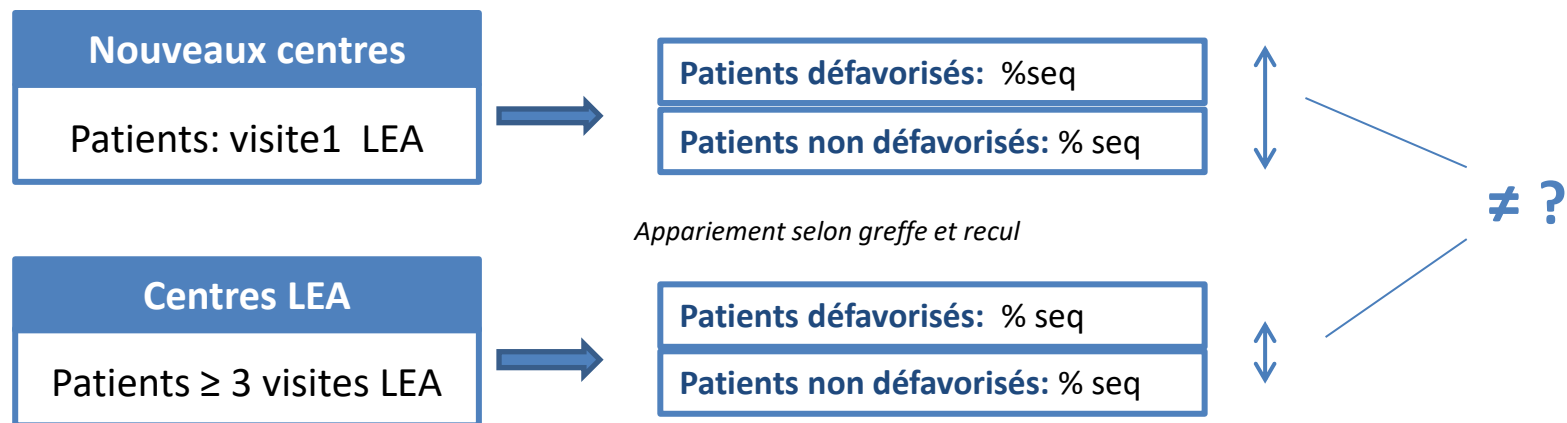 Nouveaux centres
Patients: visite1 LEA
Patients défavorisés: %seq
Patients non défavorisés: % seq
≠ ?
Appariement selon greffe et recul
Centres LEA
Patients ≥ 3 visites LEA
Patients défavorisés: % seq
Patients non défavorisés: % seq